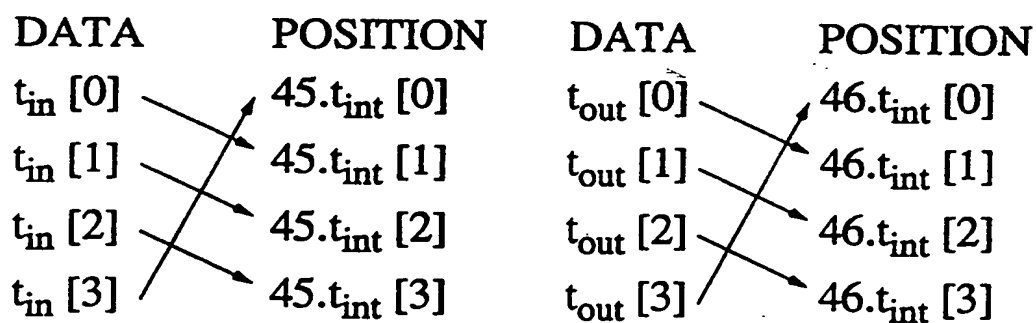 DATA POSITION DATA POSITION
t_in [0] 45.t_int [0] t_out [0] 46.t_int [0]
t_in [1] 45.t_int [1] t_out [1] 46.t_int [1]
t_in [2] 45.t_int [2] t_out [2] 46.t_int [2]
t_in [3] 45.t_int [3] t_out [3] 46.t_int [3]